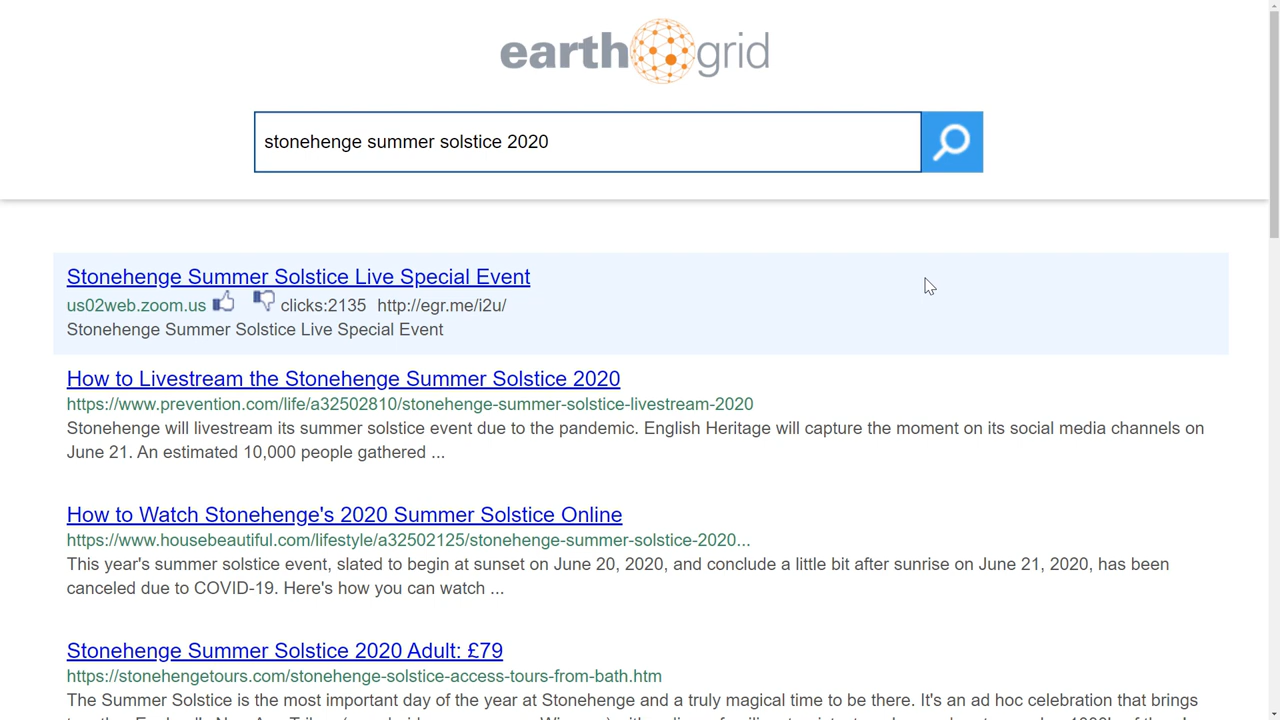 earth grid
stonehenge summer solstice 2020
Stonehenge Summer Solstice Live Special Event
us02web.zoom.us clicks:2135 http://egr.me/i2u/
Stonehenge Summer Solstice Live Special Event
How to Livestream the Stonehenge Summer Solstice 2020
https://www.prevention.com/life/a32502810/stonehenge-summer-solstice-livestream-2020
Stonehenge will livestream its summer solstice event due to the pandemic. English Heritage will capture the moment on its social media channels on
June 21. An estimated 10,000 people gathered ...
How to Watch Stonehenge's 2020 Summer Solstice Online
https://www.housebeautiful.com/lifestyle/a32502125/stonehenge-summer-solstice-2020...
This year's summer solstice event, slated to begin at sunset on June 20, 2020, and conclude a little bit after sunrise on June 21, 2020, has been
canceled due to COVID-19. Here's how you can watch ...
Stonehenge Summer Solstice 2020 Adult: £79
https://stonehengetours.com/stonehenge-solstice-access-tours-from-bath.htm
The Summer Solstice is the most important day of the year at Stonehenge and a truly magical time to be there. It's an ad hoc celebration that brings